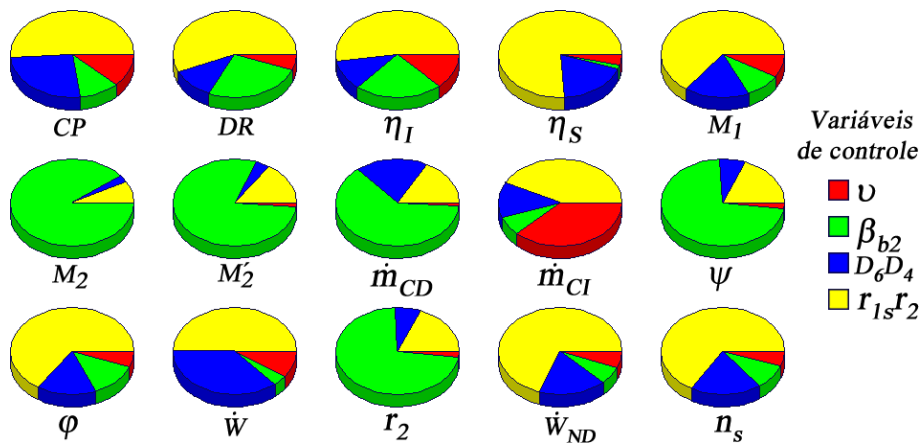 CP DR η_I η_S M_1
M_2 M'_2 ṁ_CD ṁ_CI ψ
φ Ẇ r_2 Ẇ_ND n_s
Variáveis
de controle
υ
β_b2
D_6D_4
r_1sr_2